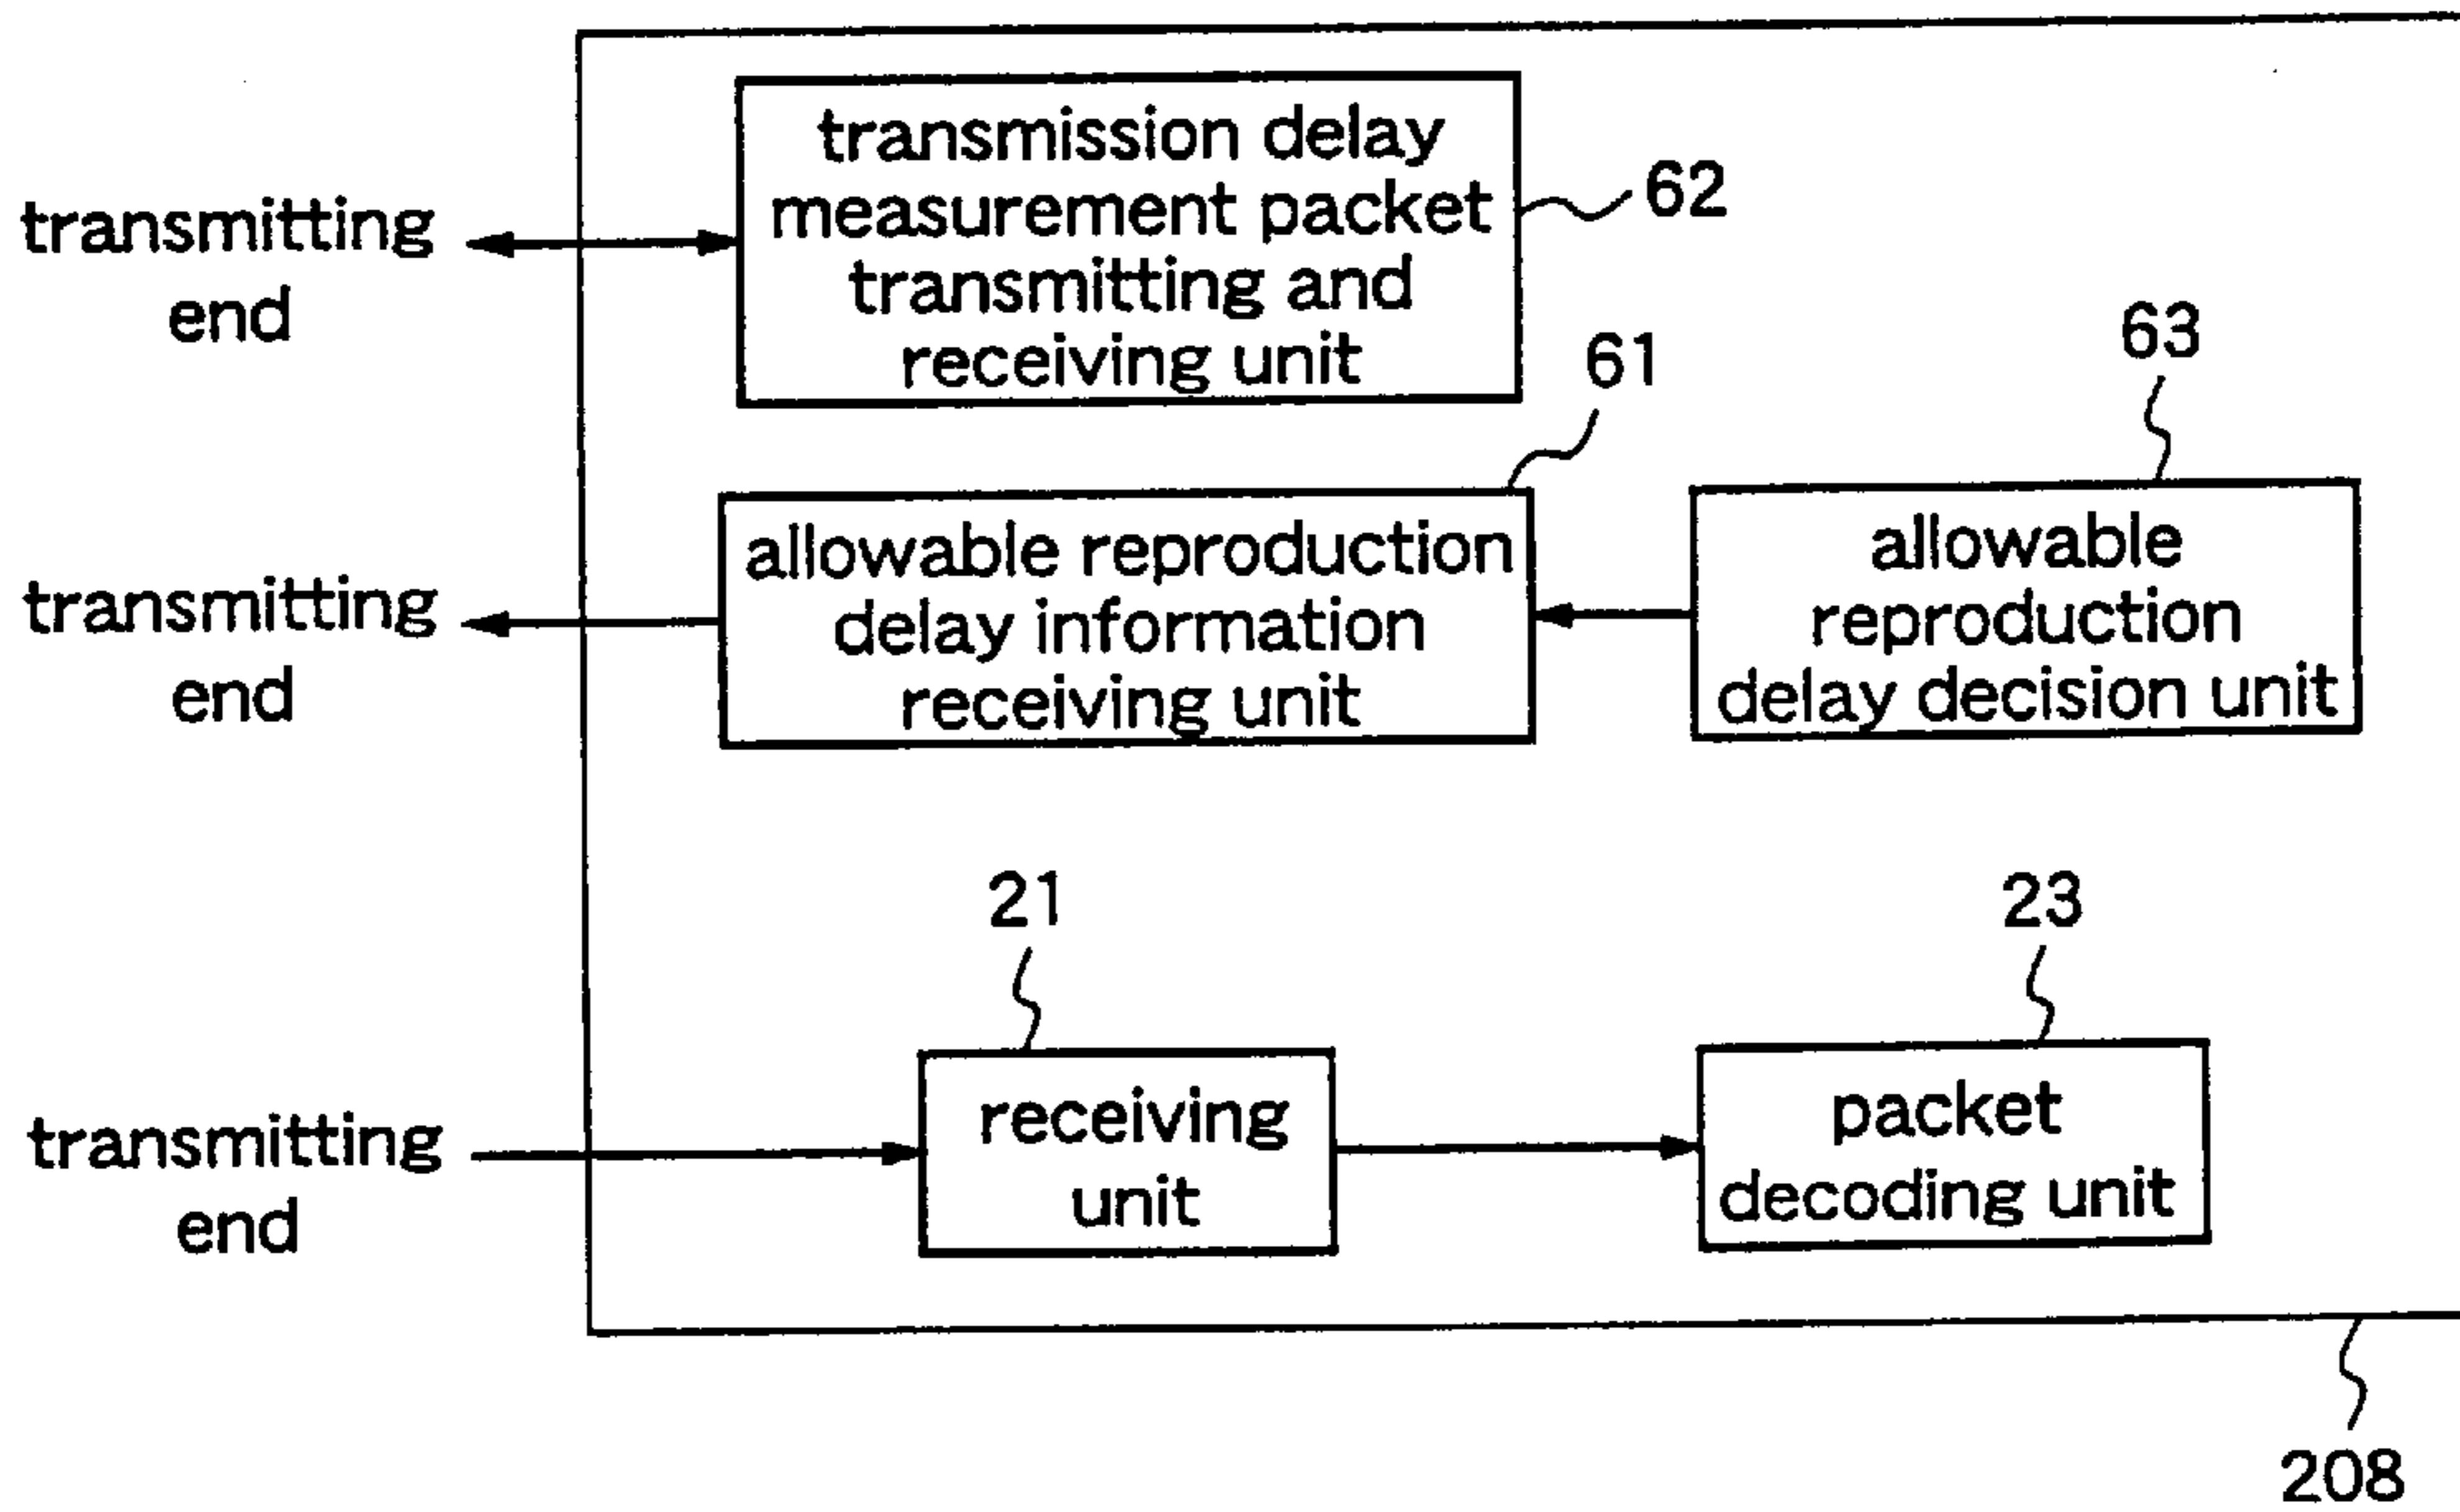 transmission delay
measurement packet
transmitting and
receiving unit
62
transmitting
end
61
63
allowable reproduction
delay information
receiving unit
allowable
reproduction
delay decision unit
transmitting
end
21
23
receiving
unit
packet
decoding unit
transmitting
end
208